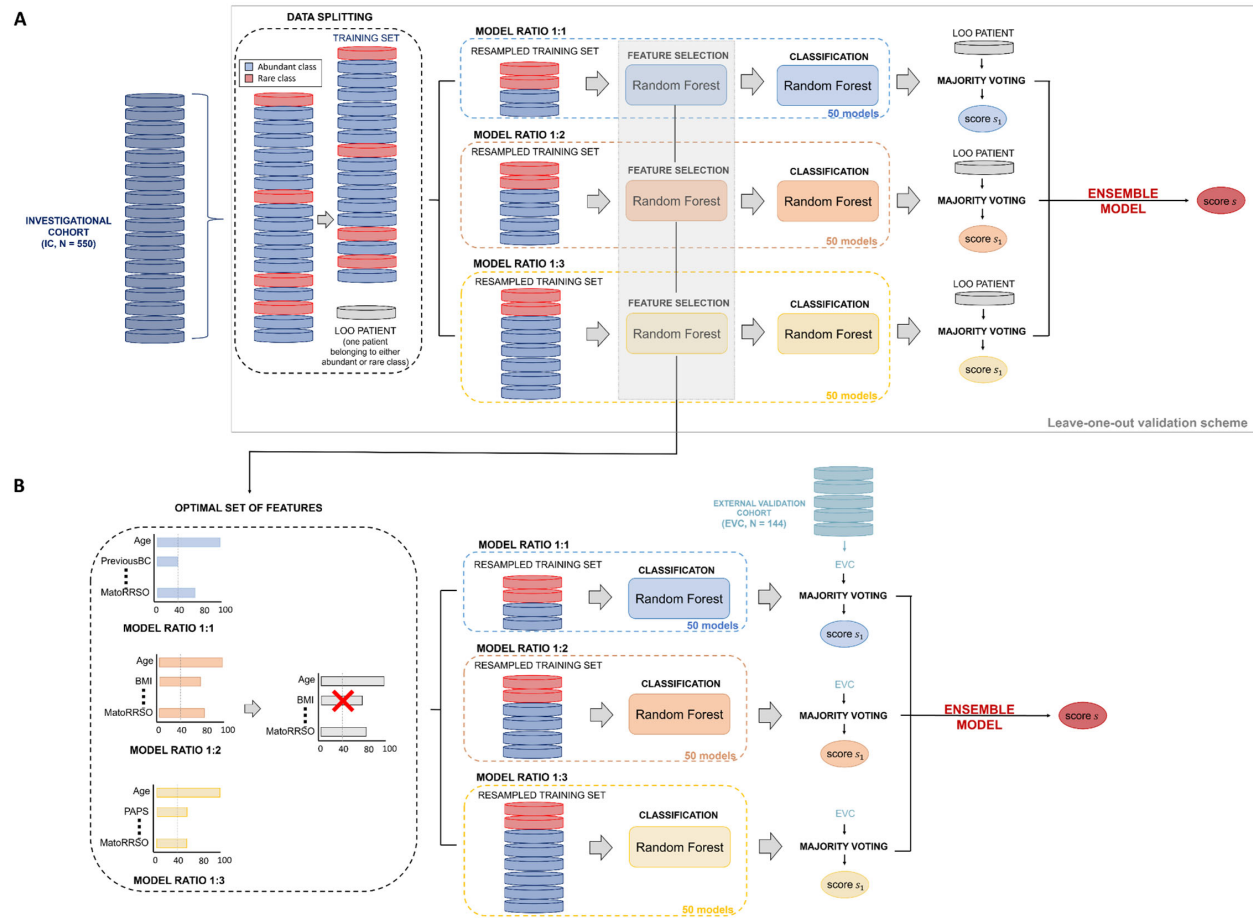 A
DATA SPLITTING
TRAINING SET
Abundant class
Rare class
INVESTIGATIONAL
COHORT
(IC, N = 550)
LOO PATIENT
(one patient
belonging to either
abundant or rare class)
MODEL RATIO 1:1
RESAMPLED TRAINING SET
FEATURE SELECTION
Random Forest
CLASSIFICATION
Random Forest
50 models
LOO PATIENT
MAJORITY VOTING
score s₁
MODEL RATIO 1:2
RESAMPLED TRAINING SET
FEATURE SELECTION
Random Forest
CLASSIFICATION
Random Forest
50 models
LOO PATIENT
MAJORITY VOTING
score s₁
MODEL RATIO 1:3
RESAMPLED TRAINING SET
FEATURE SELECTION
Random Forest
CLASSIFICATION
Random Forest
50 models
LOO PATIENT
MAJORITY VOTING
score s₁
ENSEMBLE
MODEL
score s
Leave-one-out validation scheme
B
OPTIMAL SET OF FEATURES
Age
PreviousBC
MatoRRSO
0 40 100
MODEL RATIO 1:1
Age
BMI
MatoRRSO
0 40 100
MODEL RATIO 1:2
Age
PAPS
MatoRRSO
0 40 100
MODEL RATIO 1:3
Age
BMI
MatoRRSO
0 40 100
EXTERNAL VALIDATION
COHORT
(EVC, N = 144)
MODEL RATIO 1:1
RESAMPLED TRAINING SET
CLASSIFICATON
Random Forest
50 models
EVC
MAJORITY VOTING
score s₁
MODEL RATIO 1:2
RESAMPLED TRAINING SET
CLASSIFICATION
Random Forest
50 models
EVC
MAJORITY VOTING
score s₁
MODEL RATIO 1:3
RESAMPLED TRAINING SET
CLASSIFICATION
Random Forest
50 models
EVC
MAJORITY VOTING
score s₁
ENSEMBLE
MODEL
score s